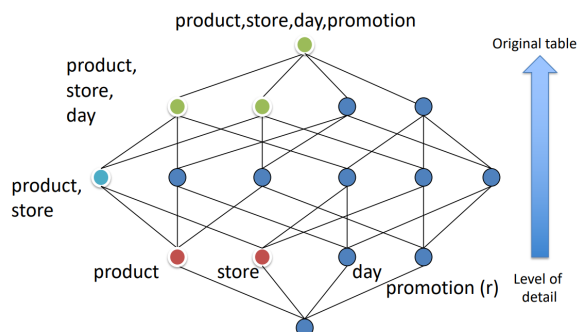 product,store,day,promotion
Original table
product,
store,
day
product,
store
product
store
day
promotion (r)
Level of
detail